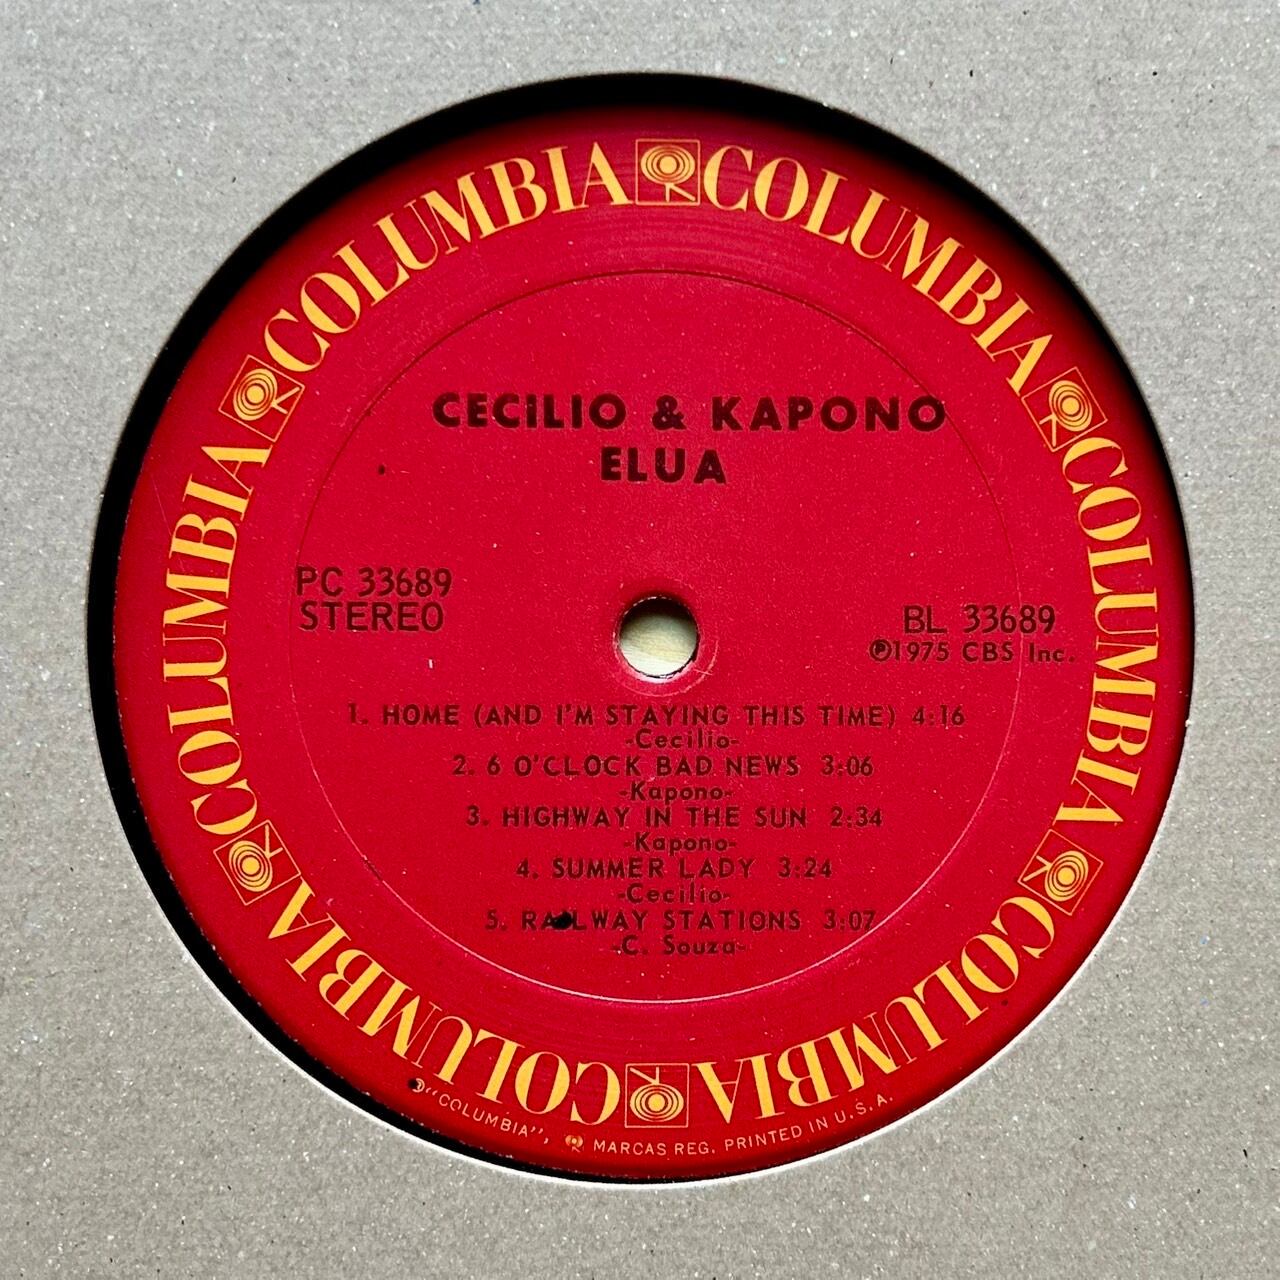 COLUMBIA COLUMBIA COLUMBIA COLUMBIA COLUMBIA COLUMBIA COLUMBIA COLUMBIA
CECILIO & KAPONO
ELUA
PC 33689
STEREO
BL 33689
Ⓟ1975 CBS Inc.
1. HOME (AND I'M STAYING THIS TIME) 4:16
-Cecilio-
2. 6 O'CLOCK BAD NEWS 3:06
-Kapono-
3. HIGHWAY IN THE SUN 2:34
-Kapono-
4. SUMMER LADY 3:24
-Cecilio-
5. RAILWAY STATIONS 3:07
-C. Souza-
"COLUMBIA", MARCAS REG. PRINTED IN U.S.A.